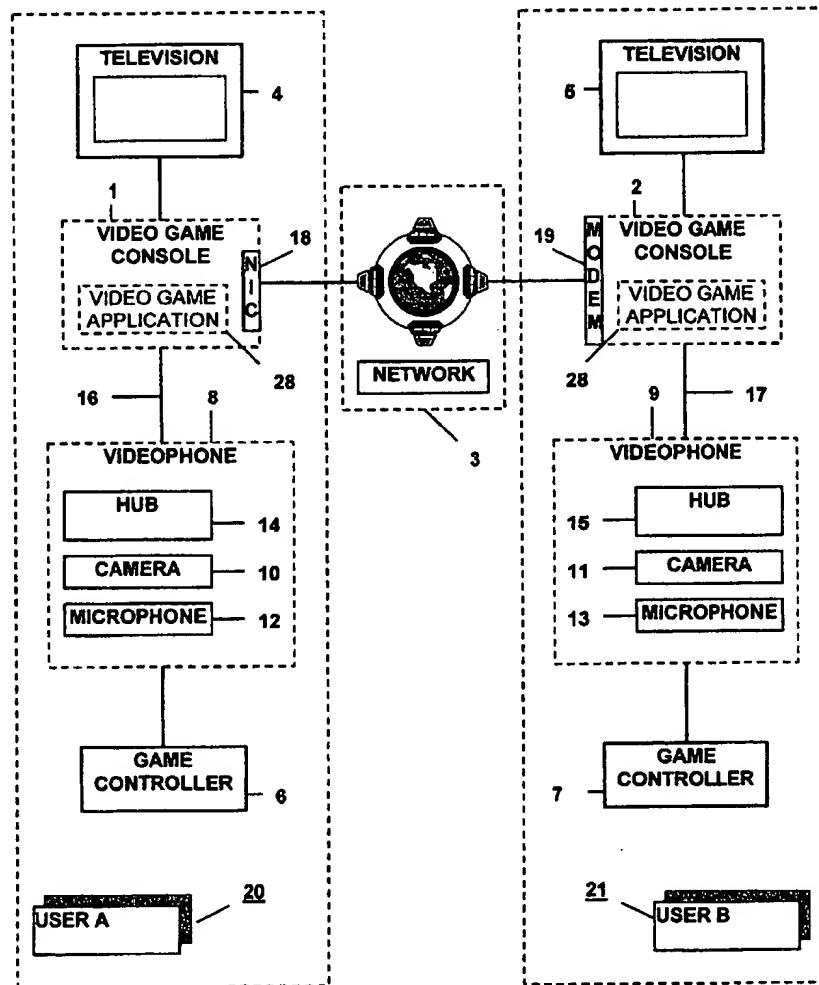 TELEVISION
4
1
VIDEO GAME
CONSOLE
18
NIC
VIDEO GAME
APPLICATION
28
16
8
VIDEOPHONE
HUB
14
CAMERA
10
MICROPHONE
12
GAME
CONTROLLER
6
USER A
20
NETWORK
3
TELEVISION
5
2
19
MODEM
VIDEO GAME
CONSOLE
VIDEO GAME
APPLICATION
28
17
9
VIDEOPHONE
HUB
15
CAMERA
11
MICROPHONE
13
GAME
CONTROLLER
7
21
USER B